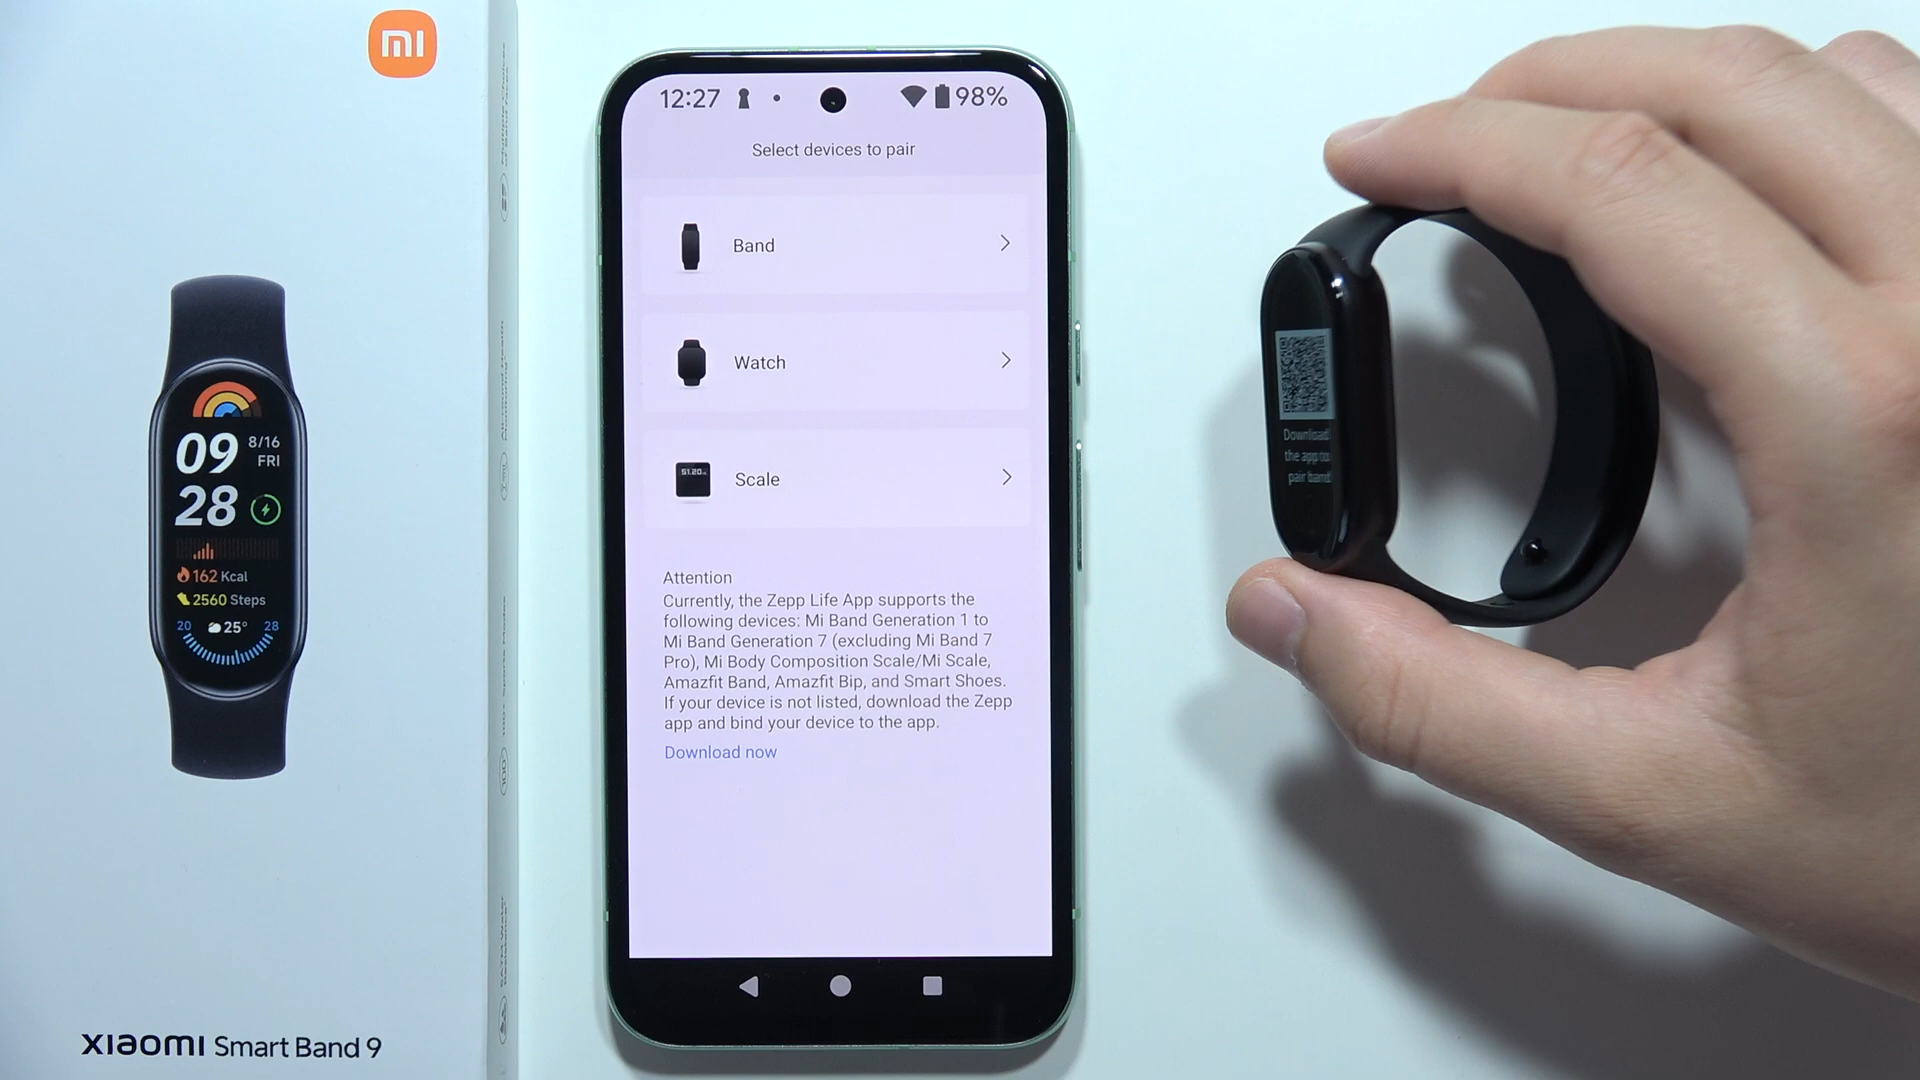 mi
09
28
8/16
FRI
162 Kcal
2560 Steps
20
25°
28
xiaomi Smart Band 9
12:27
98%
Select devices to pair
Band
Watch
Scale
Attention
Currently, the Zepp Life App supports the
following devices: Mi Band Generation 1 to
Mi Band Generation 7 (excluding Mi Band 7
Pro), Mi Body Composition Scale/Mi Scale,
Amazfit Band, Amazfit Bip, and Smart Shoes.
If your device is not listed, download the Zepp
app and bind your device to the app.
Download now
Download
the app to
pair band